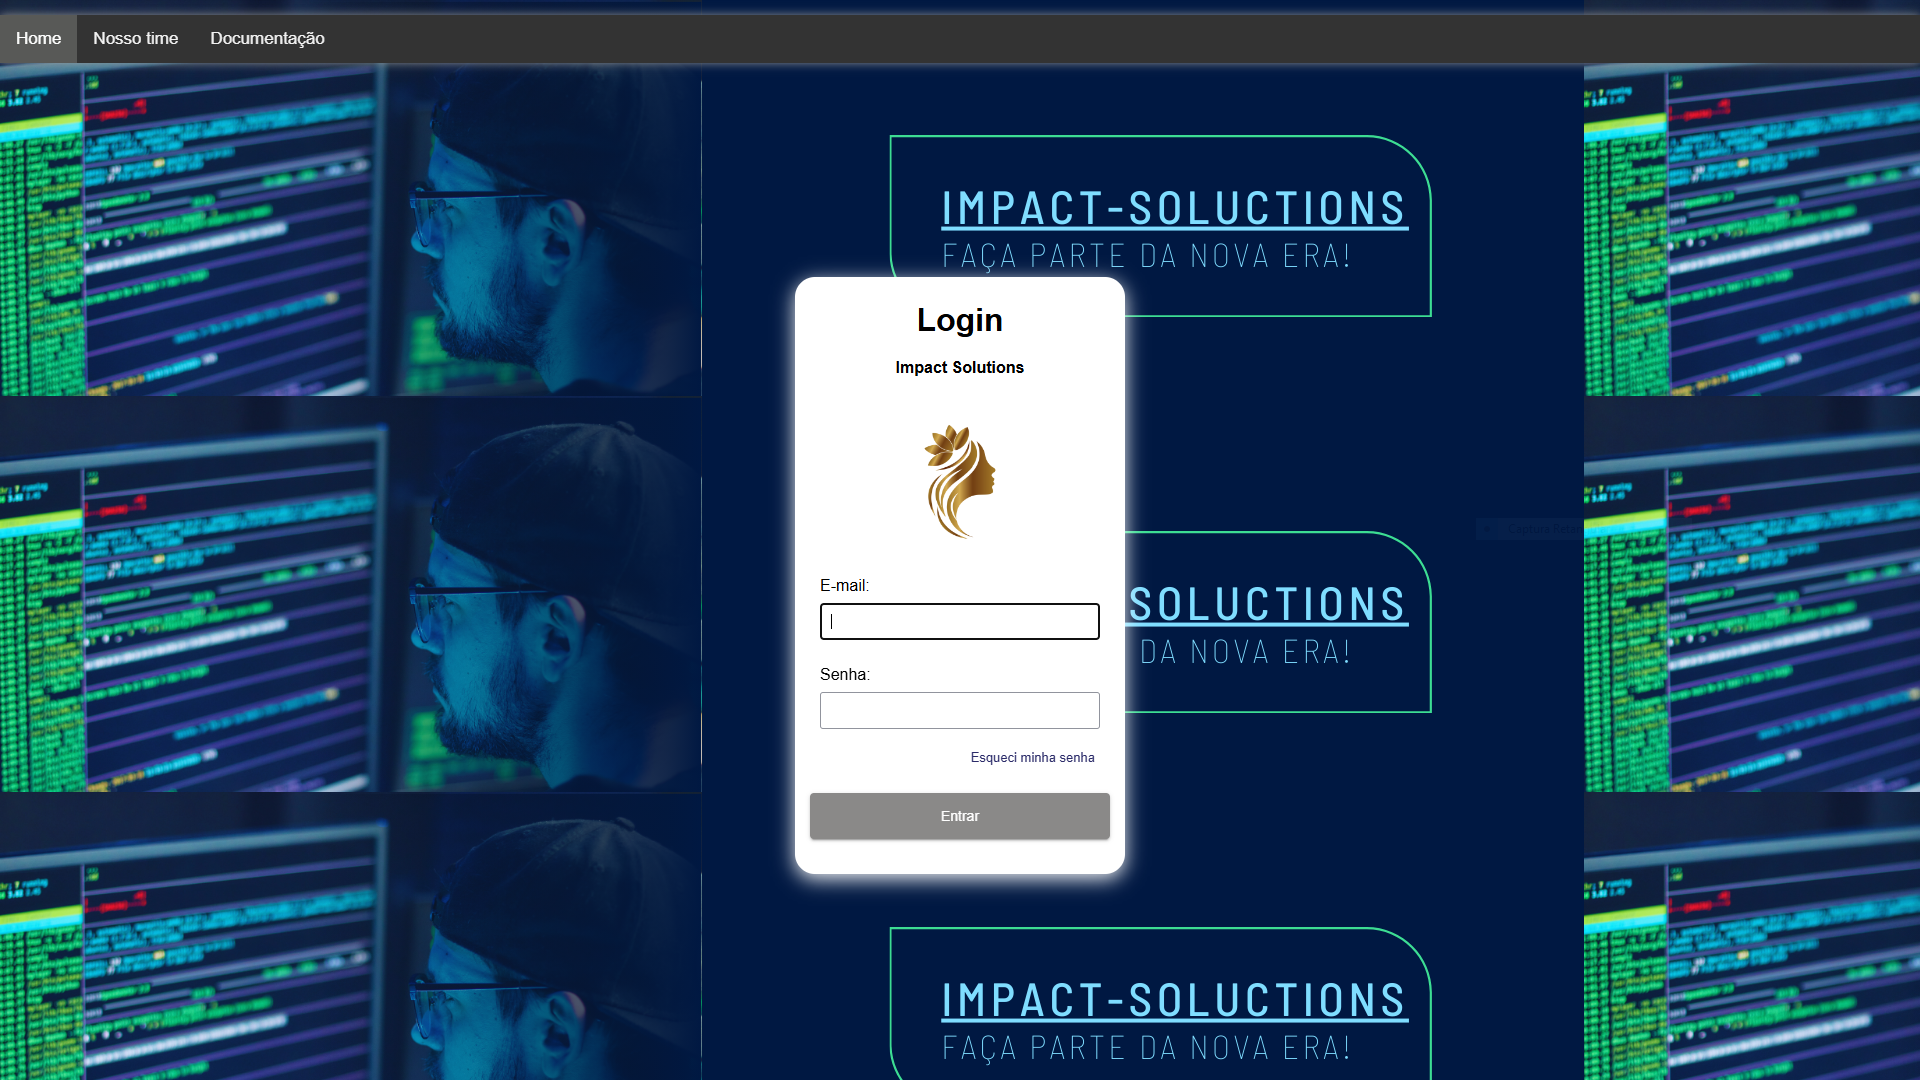 Home
Nosso time
Documentação
IMPACT-SOLUCTIONS
FAÇA PARTE DA NOVA ERA!
Login
Impact Solutions
E-mail:
SOLUCTIONS
DA NOVA ERA!
Senha:
Esqueci minha senha
Entrar
IMPACT-SOLUCTIONS
FAÇA PARTE DA NOVA ERA!